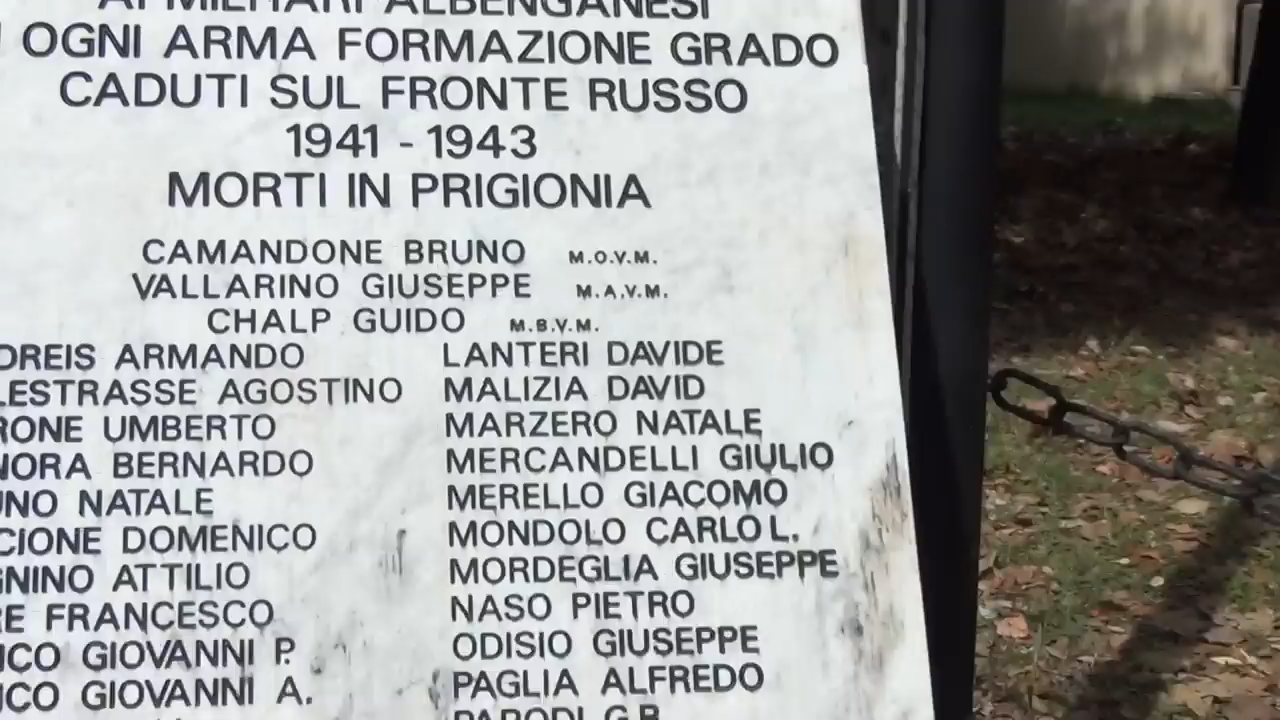 AI MILITARI ALBENGANESI
OGNI ARMA FORMAZIONE GRADO
CADUTI SUL FRONTE RUSSO
1941 - 1943
MORTI IN PRIGIONIA
CAMANDONE BRUNO M.O.V.M.
VALLARINO GIUSEPPE M.A.V.M.
CHALP GUIDO M.B.V.M.
DREIS ARMANDO LANTERI DAVIDE
LESTRASSE AGOSTINO MALIZIA DAVID
RONE UMBERTO MARZERO NATALE
NORA BERNARDO MERCANDELLI GIULIO
UNO NATALE MERELLO GIACOMO
CIONE DOMENICO MONDOLO CARLO L.
GNINO ATTILIO MORDEGLIA GIUSEPPE
RE FRANCESCO NASO PIETRO
ICO GIOVANNI P. ODISIO GIUSEPPE
ICO GIOVANNI A. PAGLIA ALFREDO
PARODI G.B.